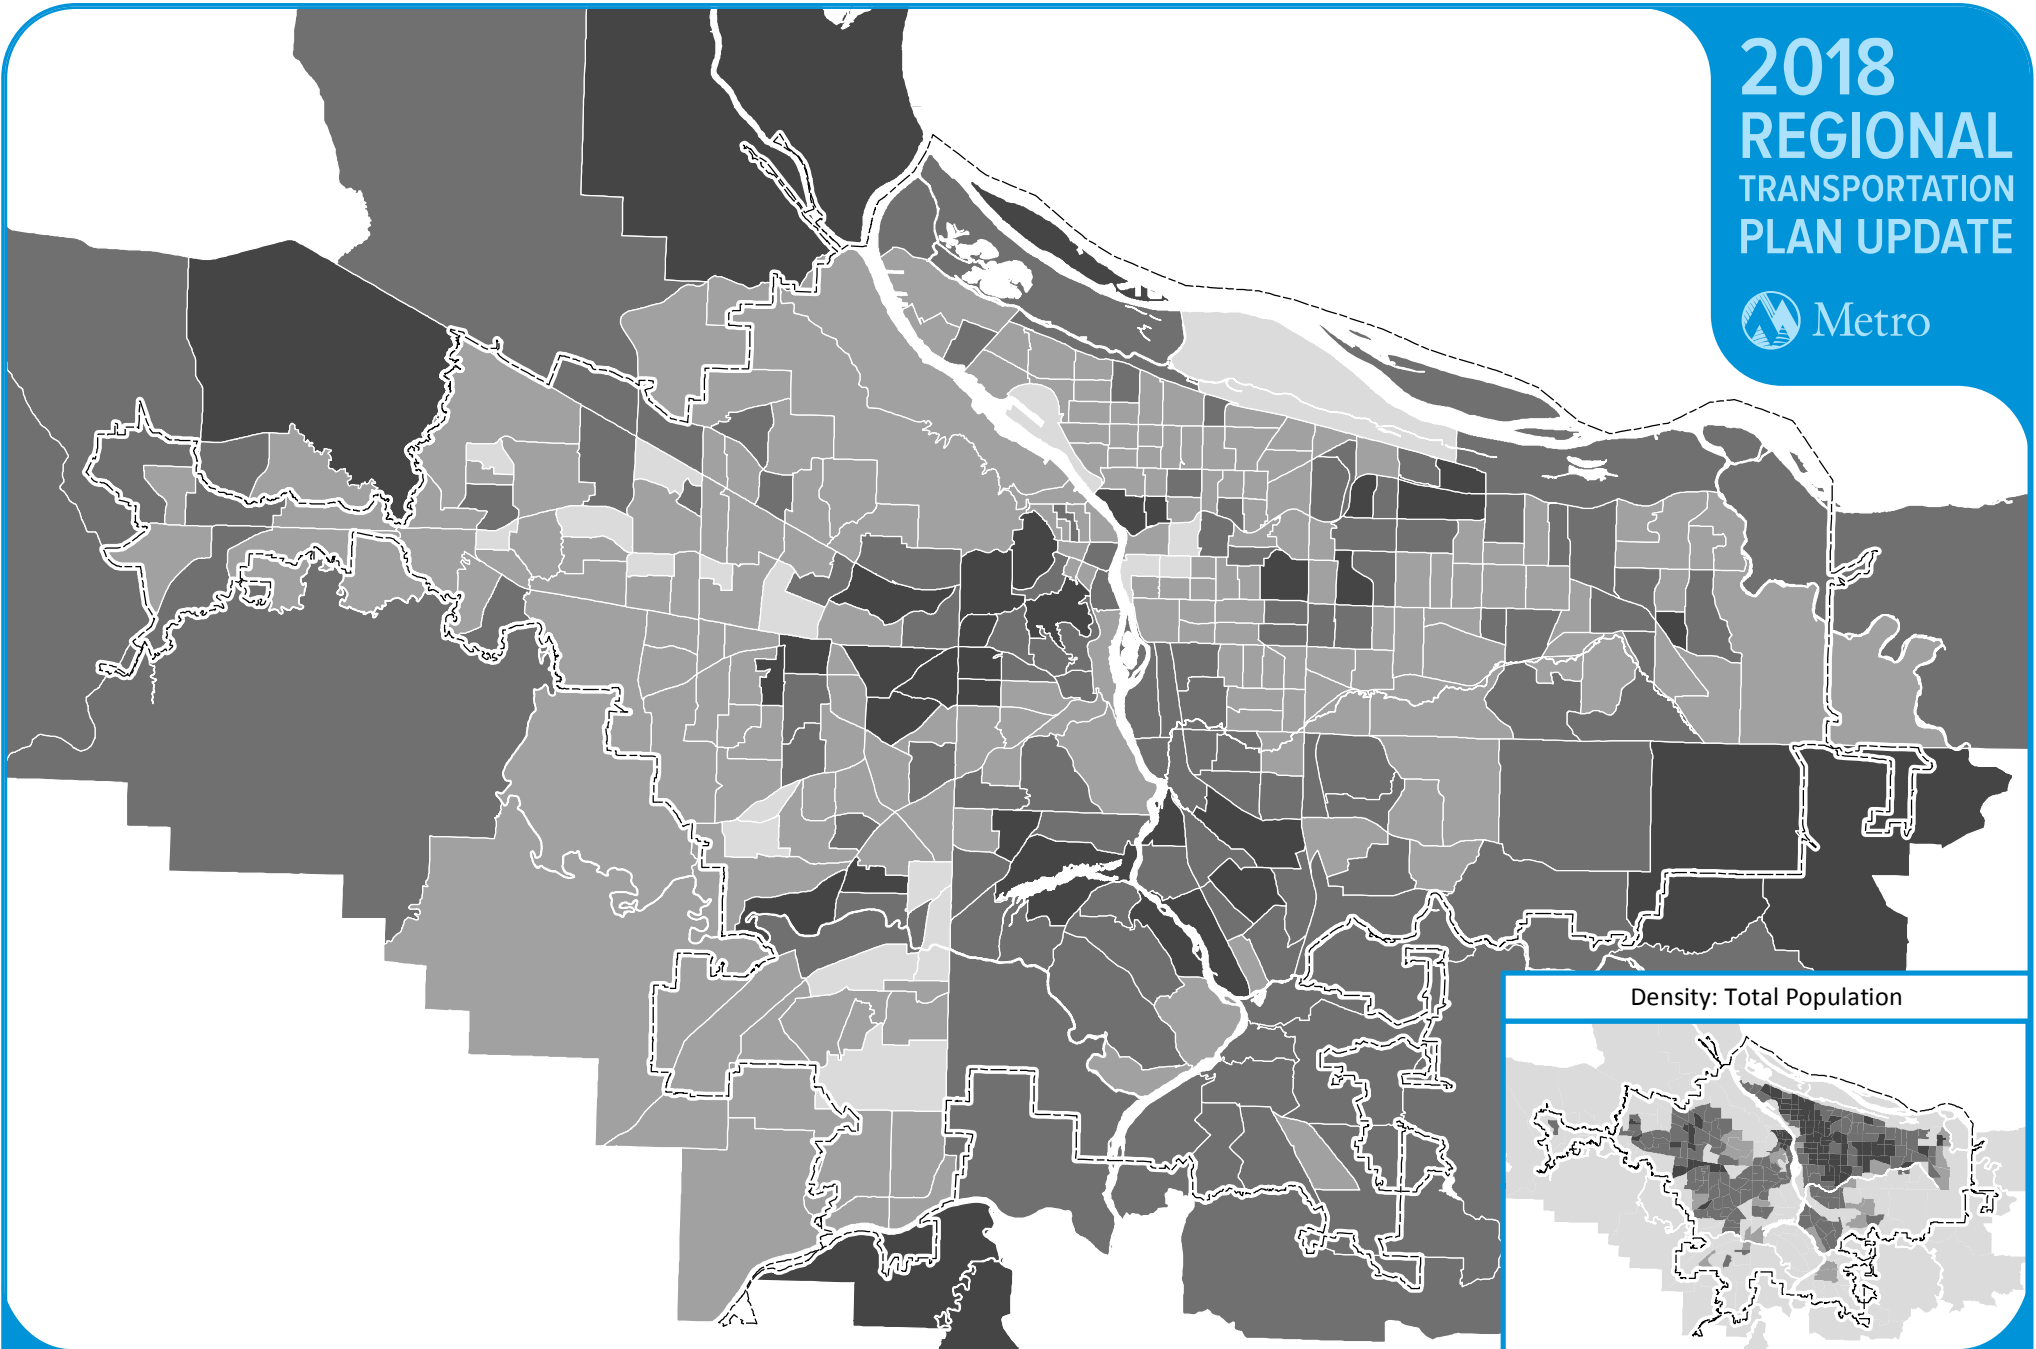 2018
REGIONAL
TRANSPORTATION
PLAN UPDATE
Metro
Density: Total Population